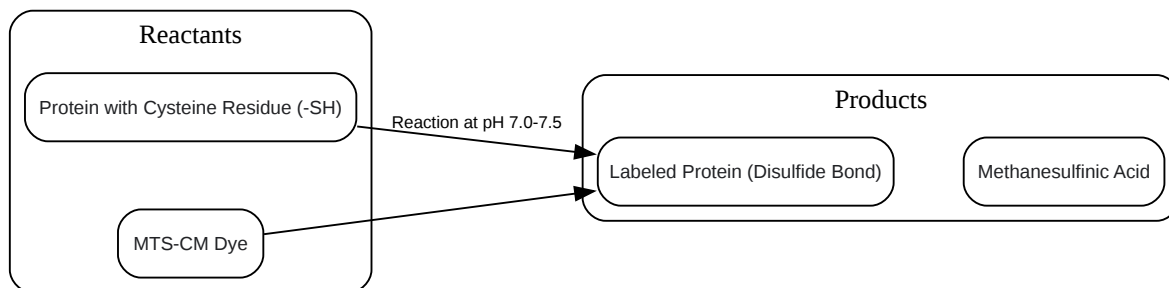 Reactants
Protein with Cysteine Residue (-SH)
MTS-CM Dye
Reaction at pH 7.0-7.5
Products
Labeled Protein (Disulfide Bond)
Methanesulfinic Acid